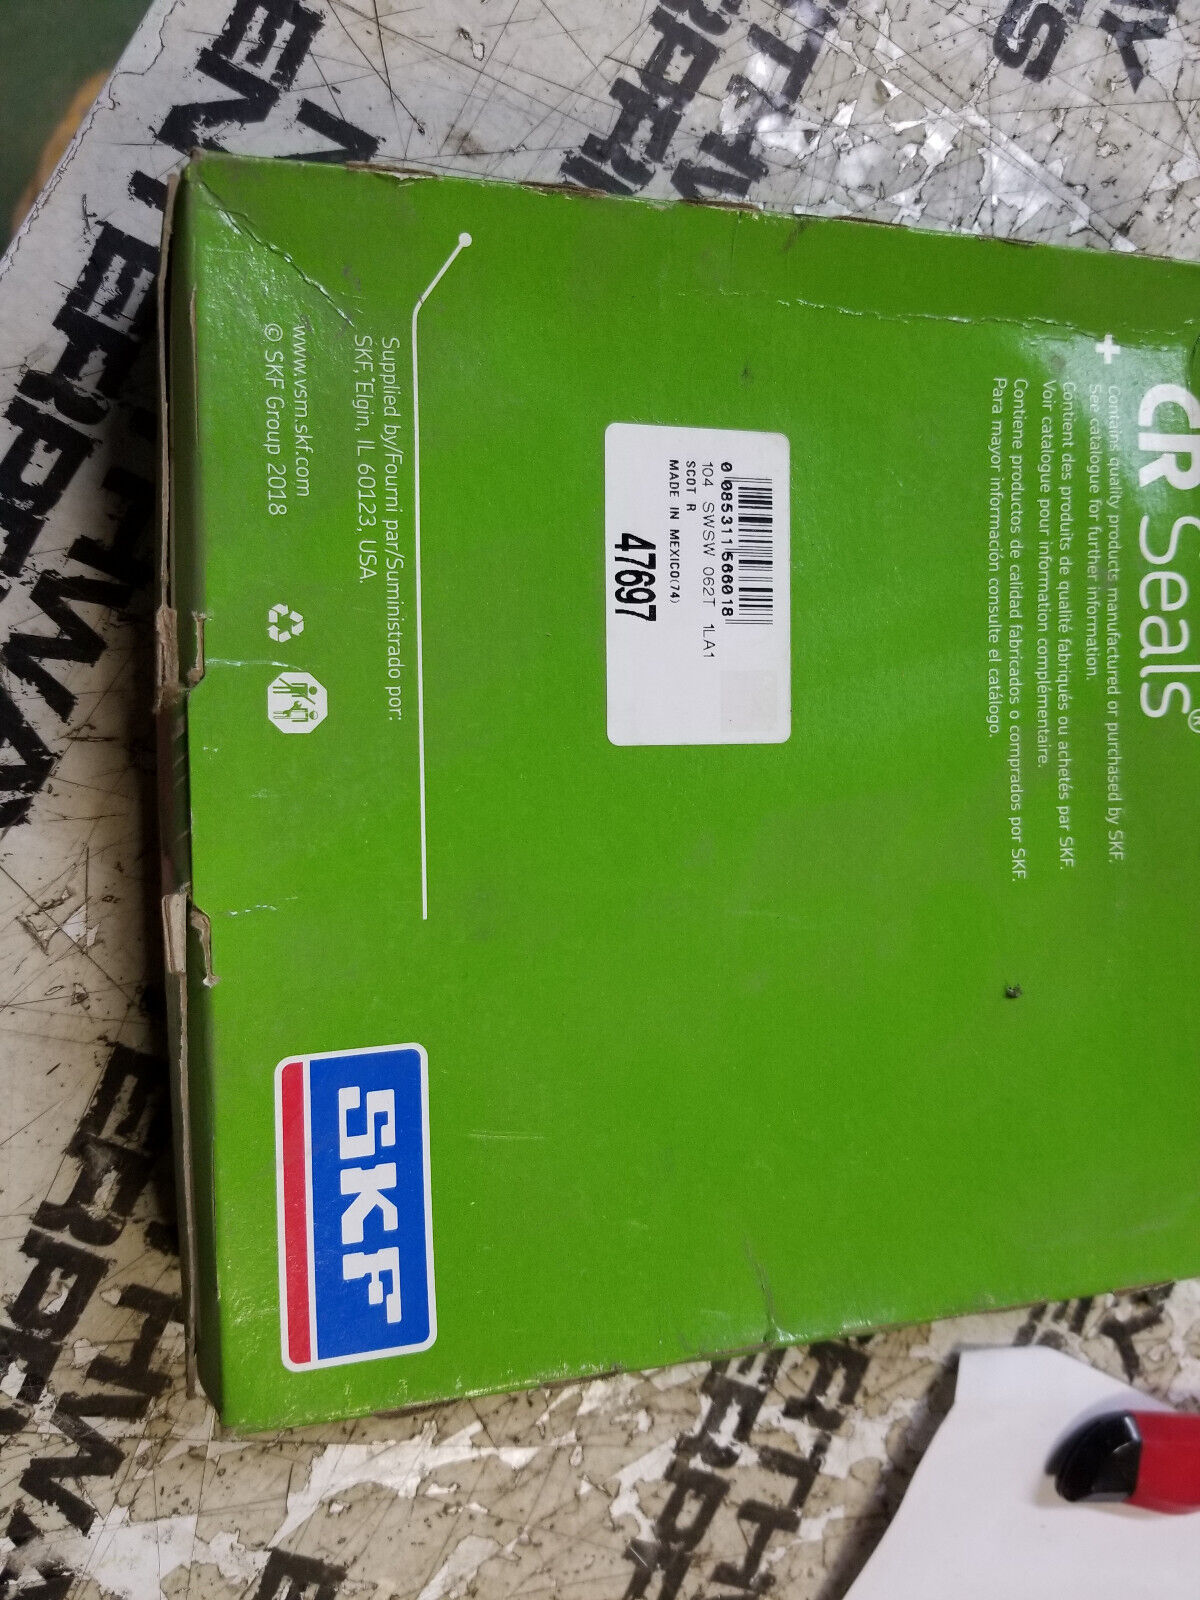 CR Seals®
Contains quality products manufactured or purchased by SKF.
See catalogue for further information.
Contient des produits de qualité fabriqués ou achetés par SKF.
Voir catalogue pour information complémentaire.
Contiene productos de calidad fabricados o comprados por SKF.
Para mayor información consulte el catálogo.
0 85311 56601 8
104 SWSW 062T 1LA1
SCOT R
MADE IN MEXICO(74)
47697
Supplied by/Fourni par/Suministrado por:
SKF, Elgin, IL 60123, USA.
www.vsm.skf.com
© SKF Group 2018
SKF